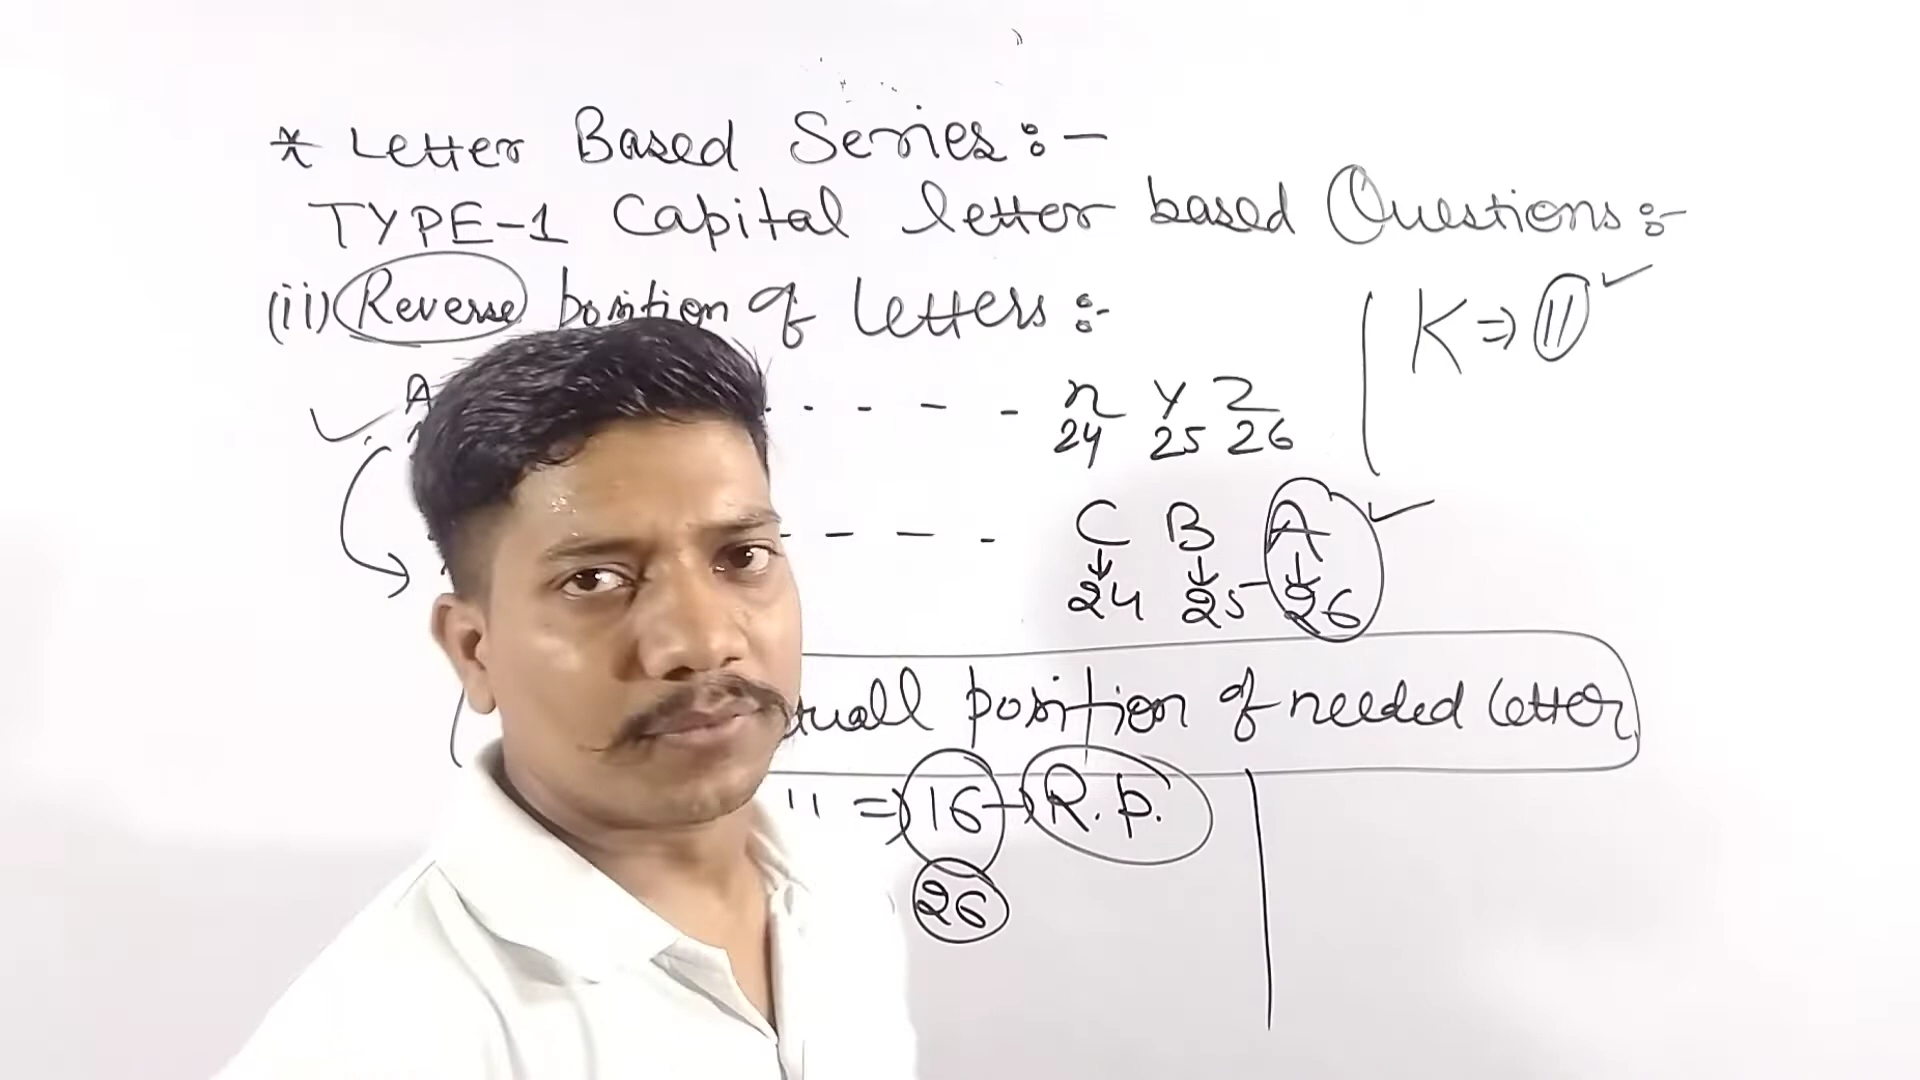 * Letter Based Series:-
TYPE-1 Capital letter based Questions:-
(ii) Reverse position of Letters:-
K ⇒ 11 ✓
✓ A - - - - x Y Z
24 25 26
- - - - C B A ✓
↓ ↓ ↓
24 25 - 26
position of needed letter
11 ⇒ 16 → R.P.
26